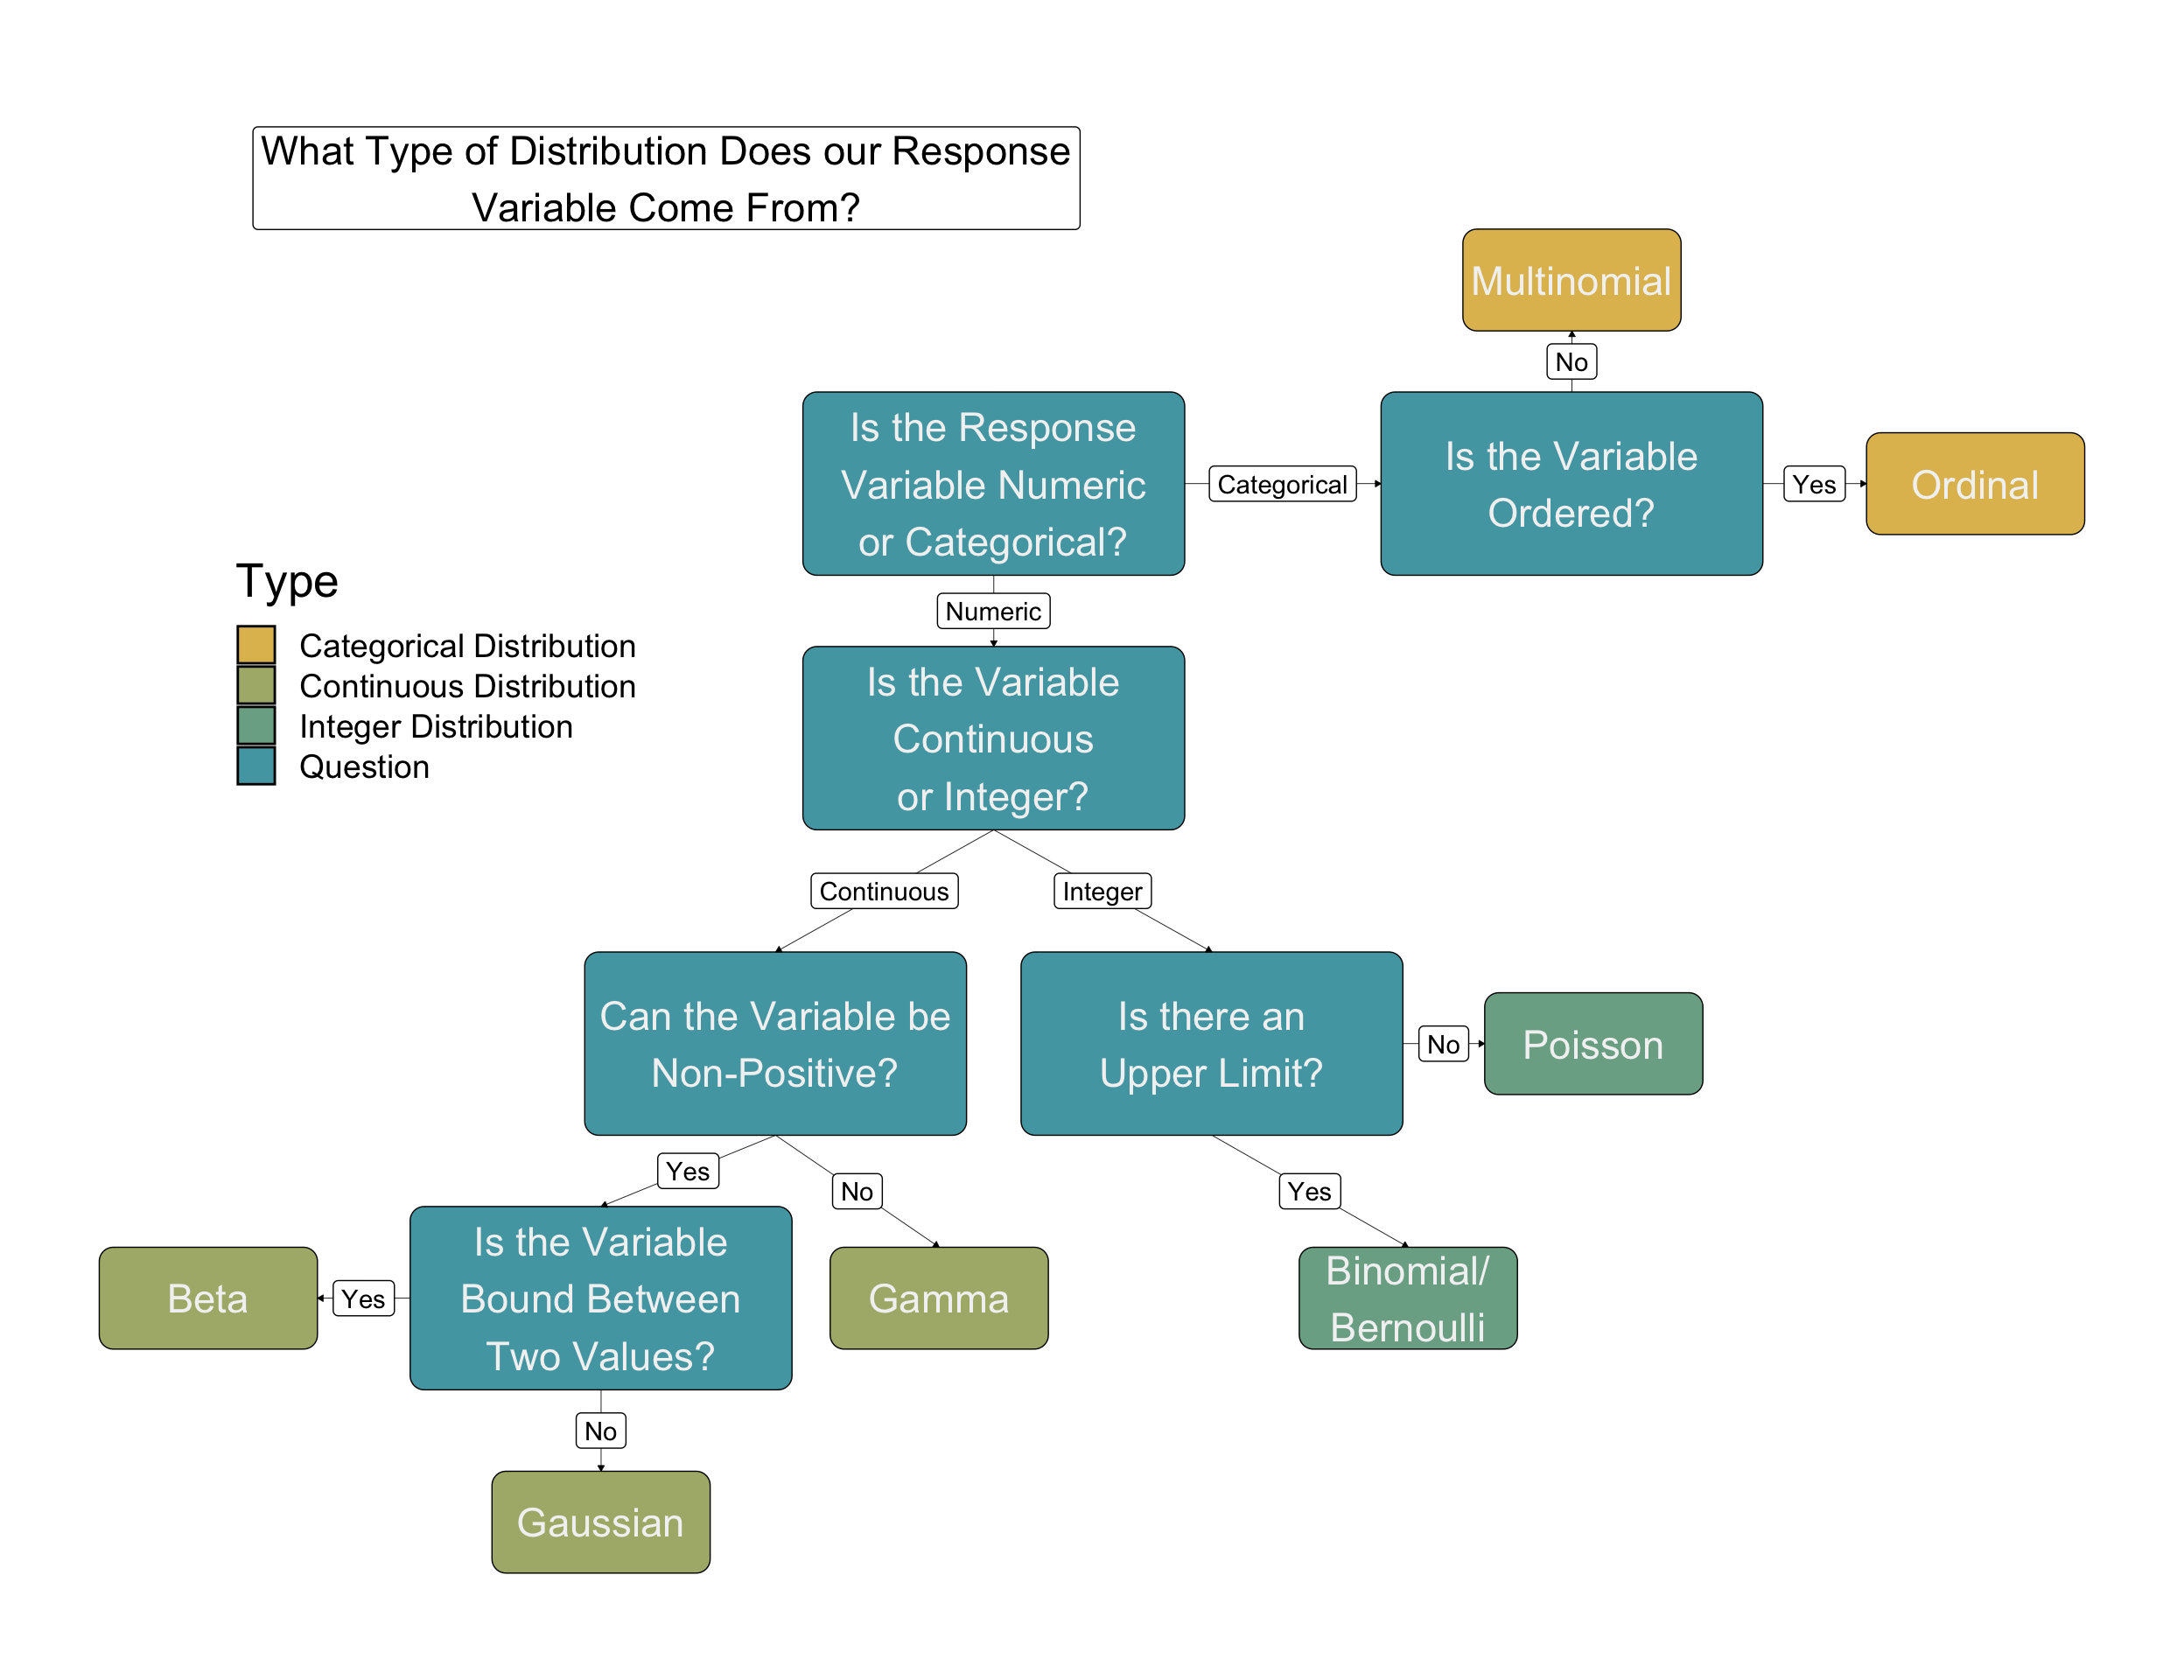 What Type of Distribution Does our Response
Variable Come From?
Multinomial
No
Is the Response
Variable Numeric
or Categorical?
Categorical
Is the Variable
Ordered?
Yes
Ordinal
Type
Categorical Distribution
Continuous Distribution
Integer Distribution
Question
Numeric
Is the Variable
Continuous
or Integer?
Continuous
Integer
Can the Variable be
Non-Positive?
Is there an
Upper Limit?
No
Poisson
Yes
No
Yes
Beta
Yes
Is the Variable
Bound Between
Two Values?
Gamma
Binomial/
Bernoulli
No
Gaussian